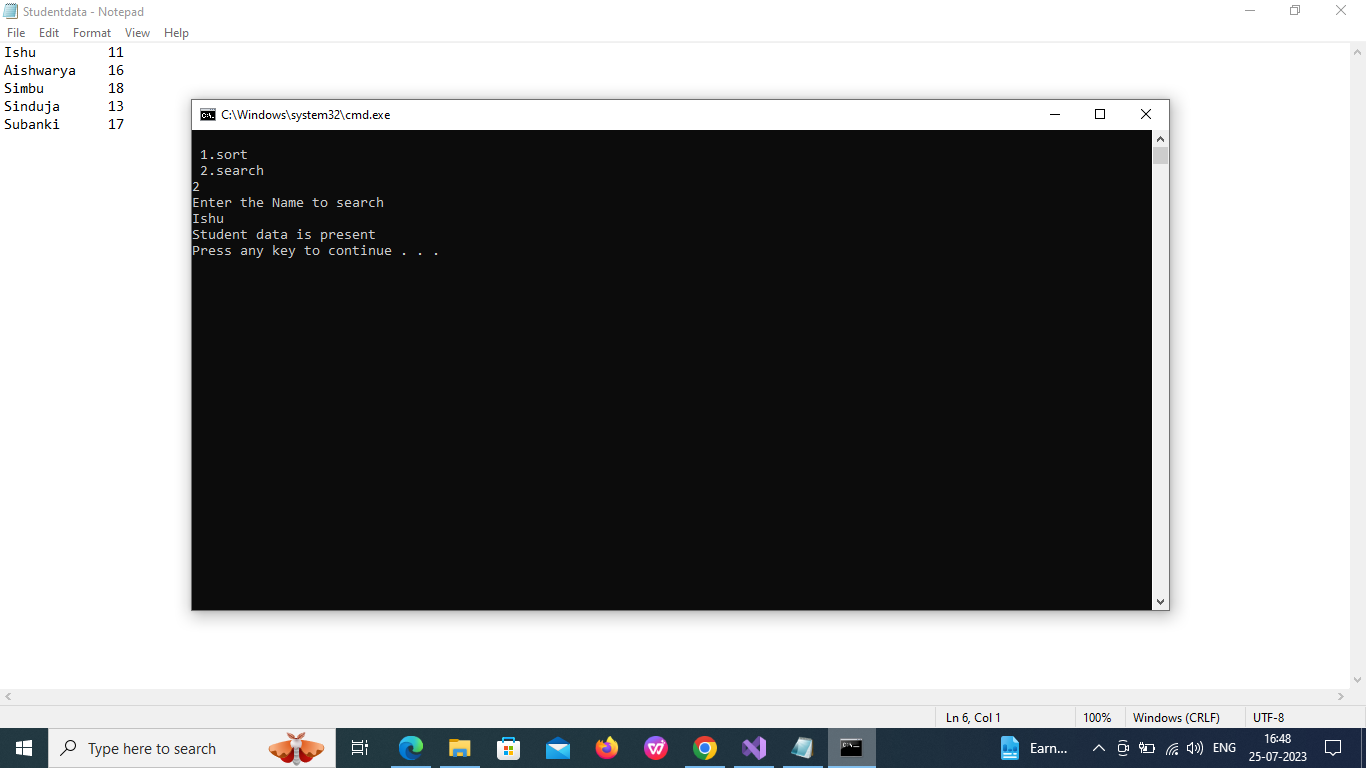 Studentdata - Notepad
File Edit Format View Help
Ishu 11
Aishwarya 16
Simbu 18
Sinduja 13
Subanki 17
C:\Windows\system32\cmd.exe
1.sort
2.search
2
Enter the Name to search
Ishu
Student data is present
Press any key to continue . . .
Ln 6, Col 1 100% Windows (CRLF) UTF-8
Type here to search
Earn...
ENG
16:48
25-07-2023